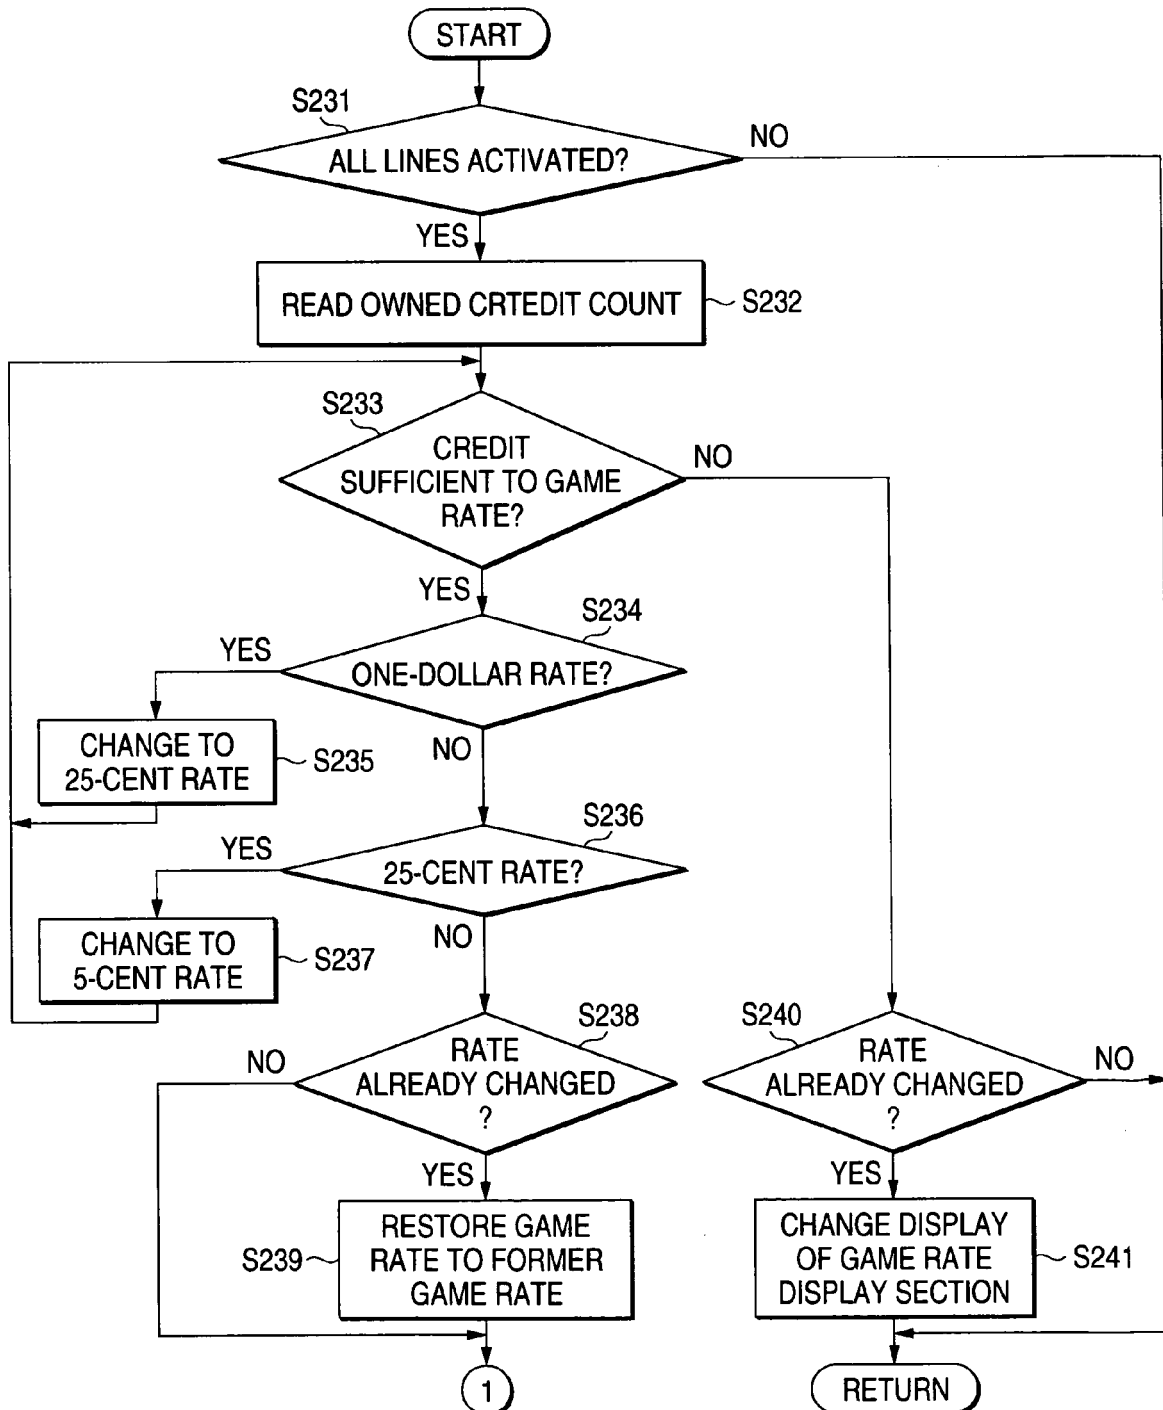 START
S231
ALL LINES ACTIVATED?
NO
YES
READ OWNED CRTEDIT COUNT
S232
S233
CREDIT
SUFFICIENT TO GAME
RATE?
NO
YES
S234
ONE-DOLLAR RATE?
YES
NO
CHANGE TO
25-CENT RATE
S235
S236
25-CENT RATE?
YES
NO
CHANGE TO
5-CENT RATE
S237
S238
RATE
ALREADY CHANGED
?
NO
YES
S240
RATE
ALREADY CHANGED
?
NO
YES
S239
RESTORE GAME
RATE TO FORMER
GAME RATE
CHANGE DISPLAY
OF GAME RATE
DISPLAY SECTION
S241
1
RETURN